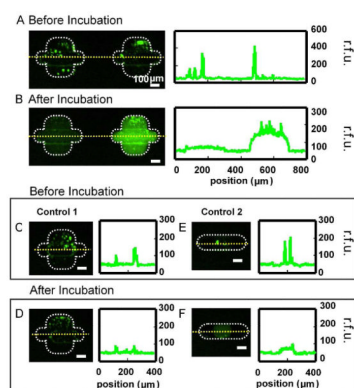 A Before Incubation
600
400
200
0
r.f.u.
100μm
B After Incubation
300
200
100
0
r.f.u.
0 200 400 600 800
position (μm)
position (μm)
Before Incubation
Control 1
Control 2
C
300
200
100
0
E
300
200
100
0
r.f.u.
After Incubation
D
300
200
100
0
F
300
200
100
0
r.f.u.
0 200 400
position (μm)
0 200 400
position (μm)